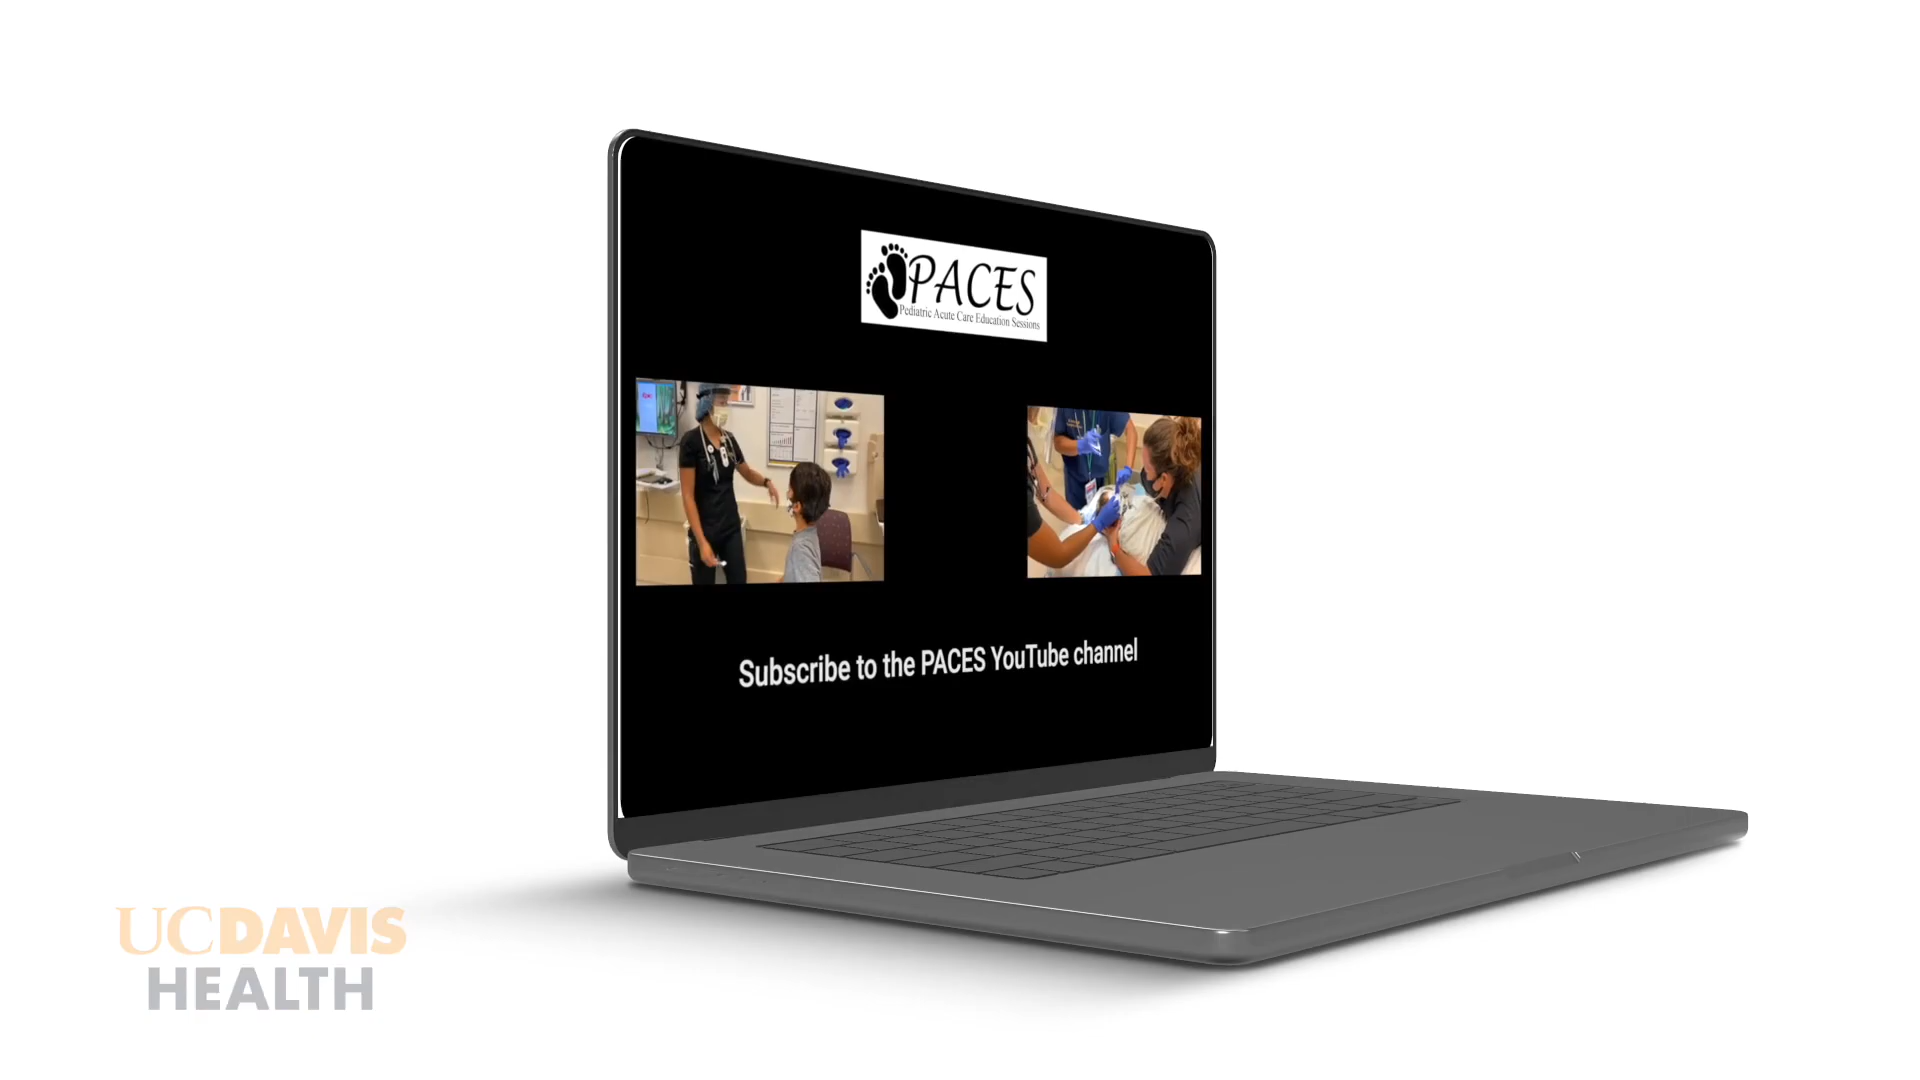 PACES
Pediatric Acute Care Education Sessions
Subscribe to the PACES YouTube channel
UCDAVIS
HEALTH